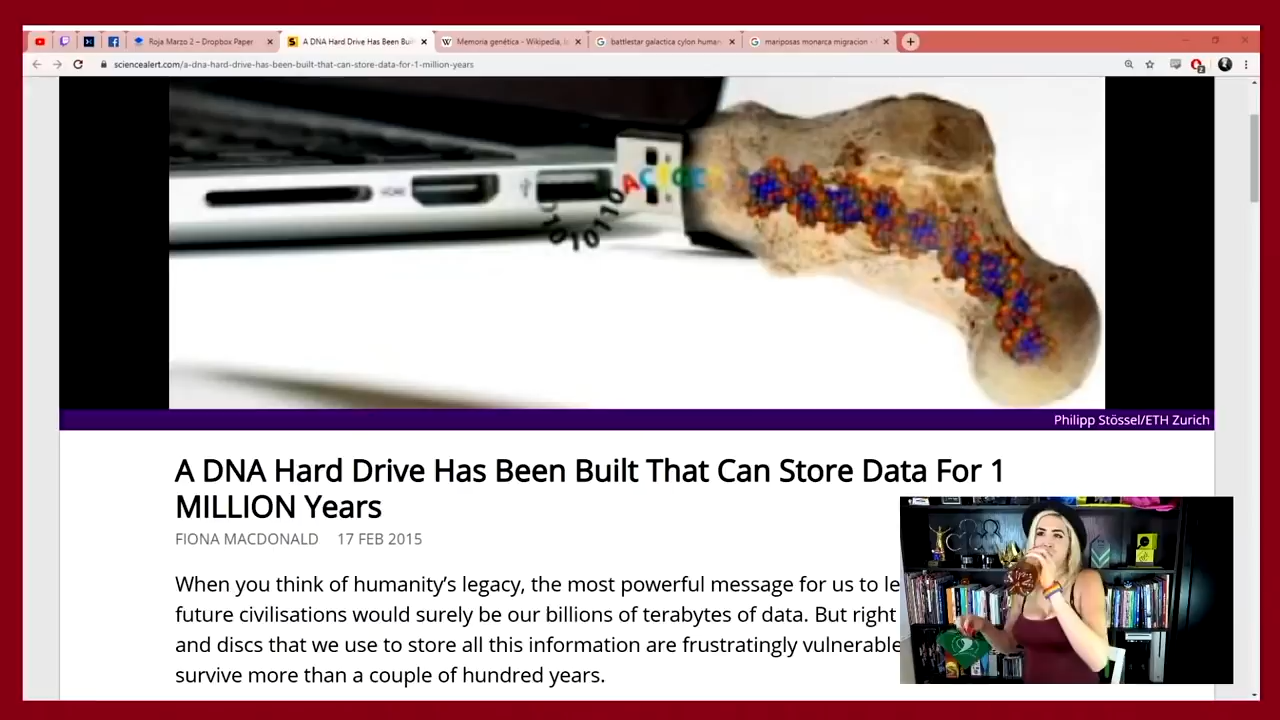 Roja Marzo 2 – Dropbox Paper
A DNA Hard Drive Has Been Buil
Memoria genética - Wikipedia, l
battlestar galactica cylon human
mariposas monarca migracion -
sciencealert.com/a-dna-hard-drive-has-been-built-that-can-store-data-for-1-million-years
HDMI
10110
Philipp Stössel/ETH Zurich
A DNA Hard Drive Has Been Built That Can Store Data For 1
MILLION Years
FIONA MACDONALD 17 FEB 2015
When you think of humanity’s legacy, the most powerful message for us to le
future civilisations would surely be our billions of terabytes of data. But right
and discs that we use to store all this information are frustratingly vulnerable
survive more than a couple of hundred years.